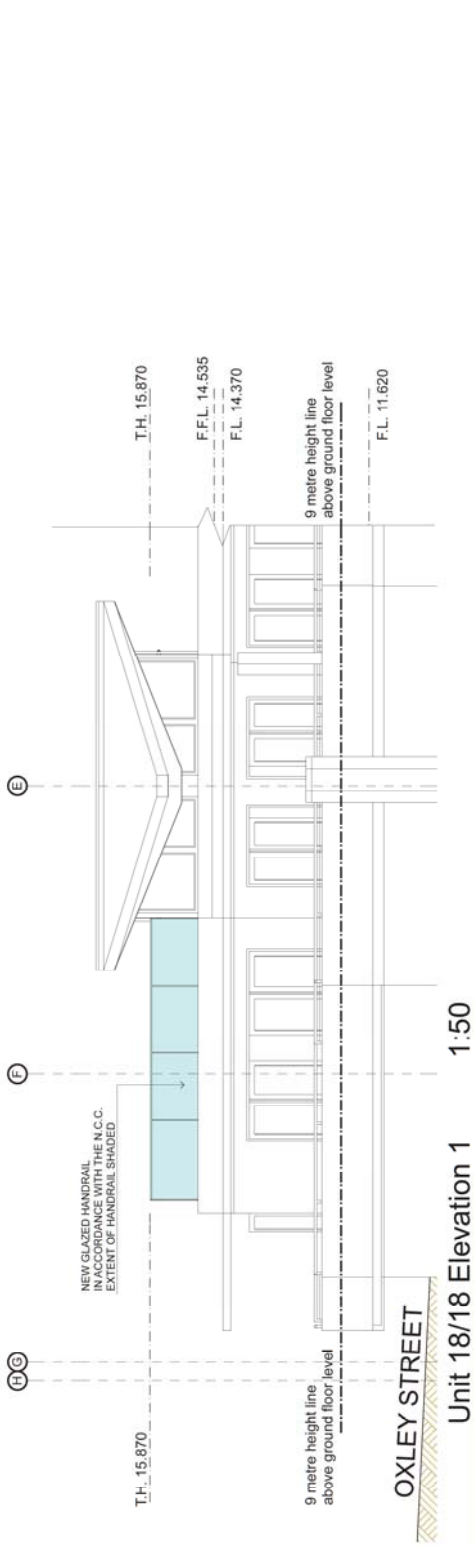 H
G
F
E
NEW GLAZED HANDRAIL
IN ACCORDANCE WITH THE N.C.C.
EXTENT OF HANDRAIL SHADED
T.H. 15.870
T.H. 15.870
F.F.L. 14.535
F.L. 14.370
9 metre height line
above ground floor level
9 metre height line
above ground floor level
F.L. 11.620
OXLEY STREET
Unit 18/18 Elevation 1 1:50